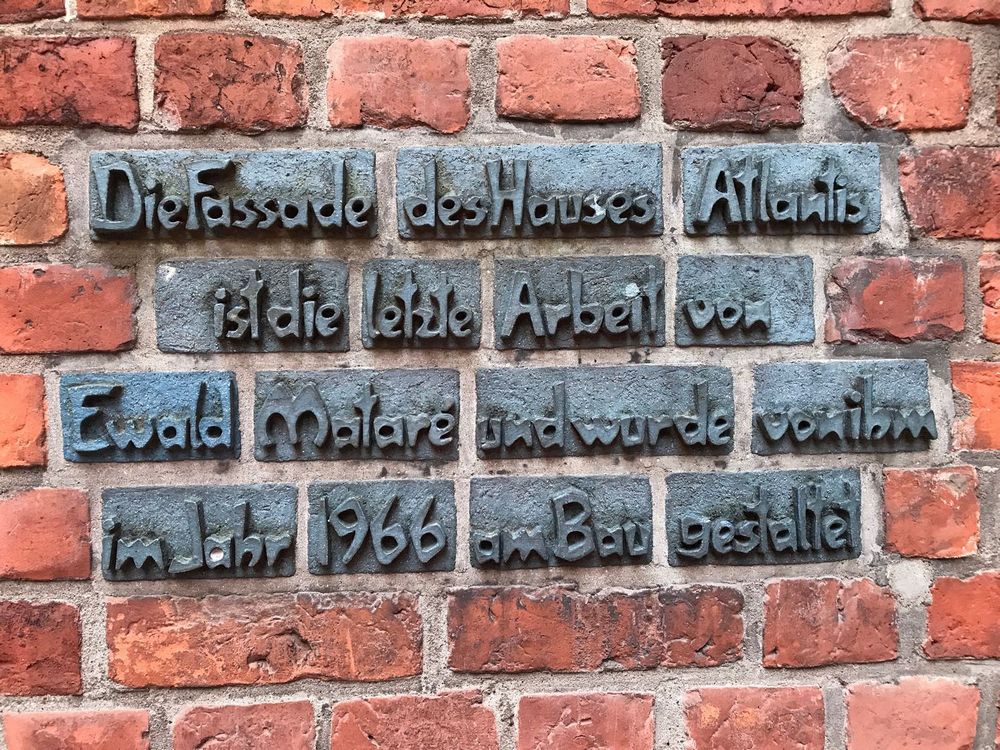 Die Fassade des Hauses Atlantis
ist die letzte Arbeit von
Ewald Mataré und wurde von ihm
im Jahr 1966 am Bau gestaltet